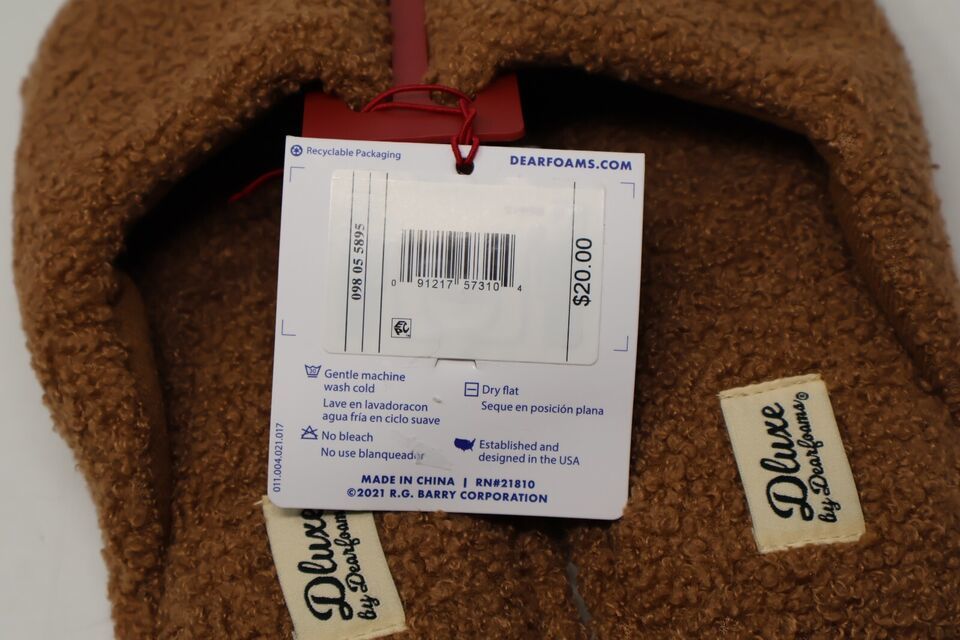 Recyclable Packaging
DEARFOAMS.COM
098 05 5895
0 91217 57310 4
$20.00
Gentle machine
wash cold
Lave en lavadoracon
agua fría en ciclo suave
No bleach
No use blanqueador
Dry flat
Seque en posición plana
Established and
designed in the USA
MADE IN CHINA | RN#21810
©2021 R.G. BARRY CORPORATION
011.004.021.017
Dluxe
by Dearfoams
Dluxe
by Dearfoams®